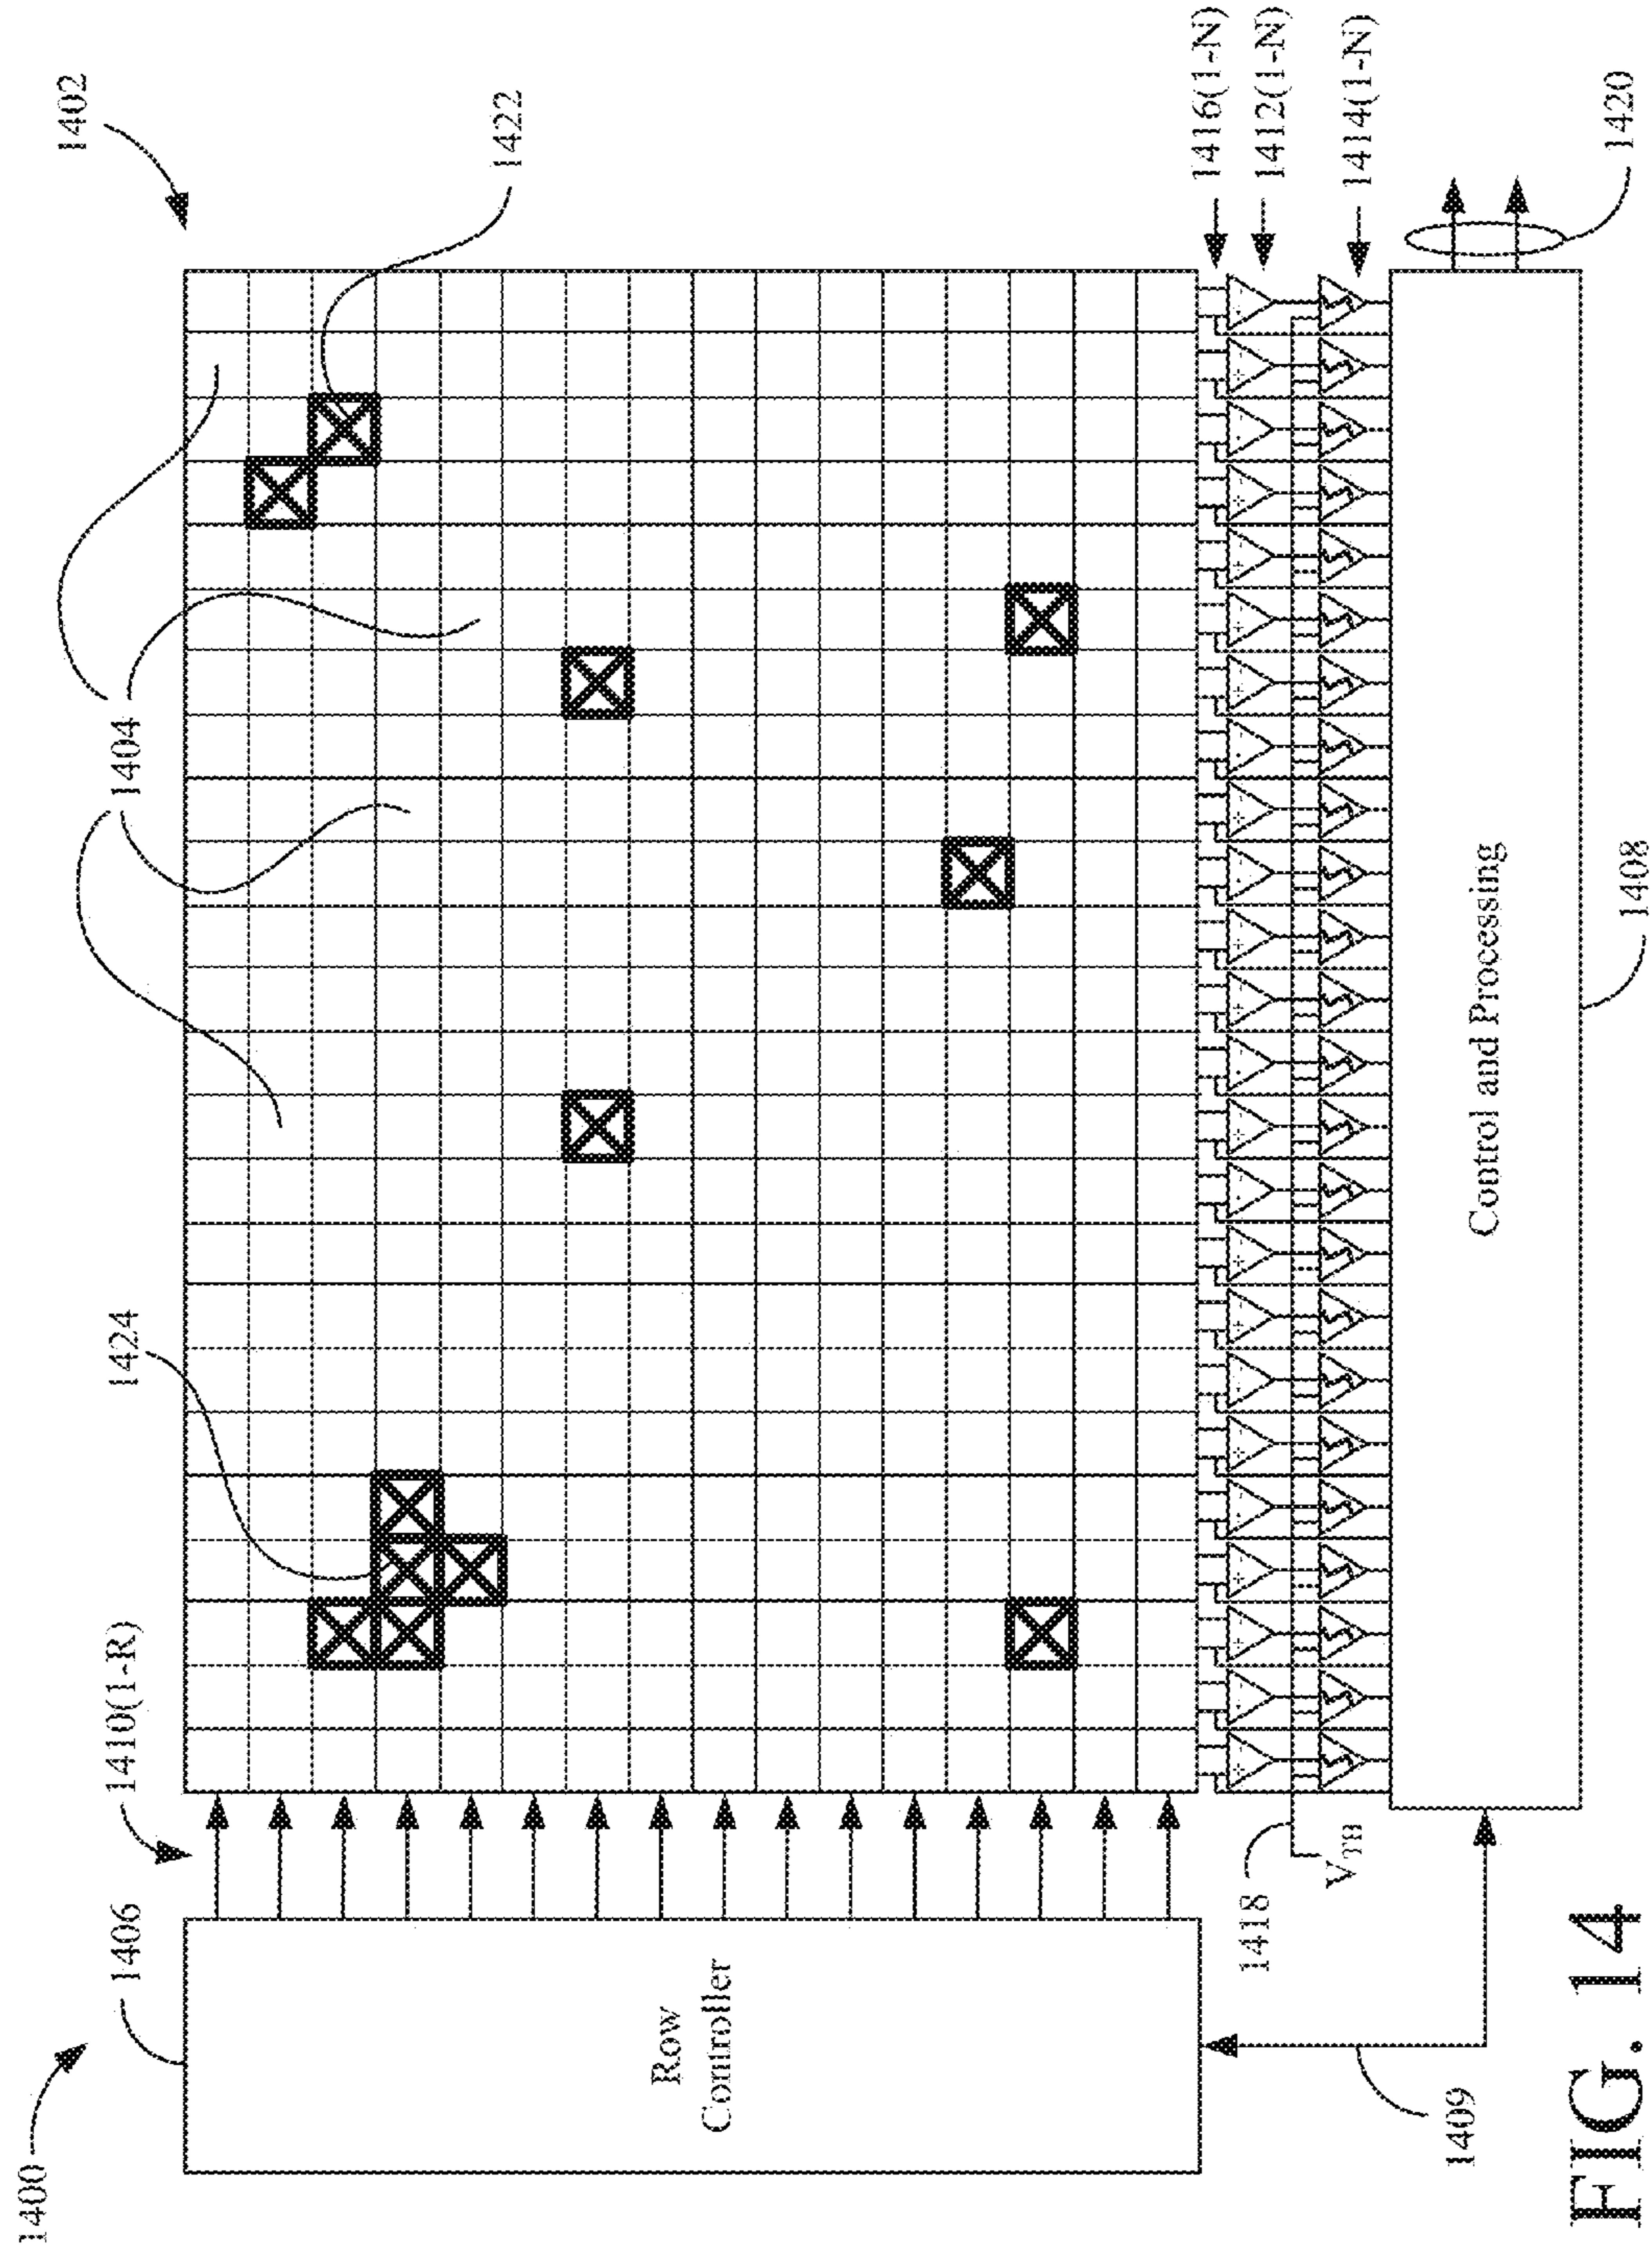 1400
1406
1410(1-R)
1424
1404
1422
1402
Row
Controller
1416(1-N)
1412(1-N)
1414(1-N)
1418
VTH
Control and Processing
1420
1409
1408
FIG. 14